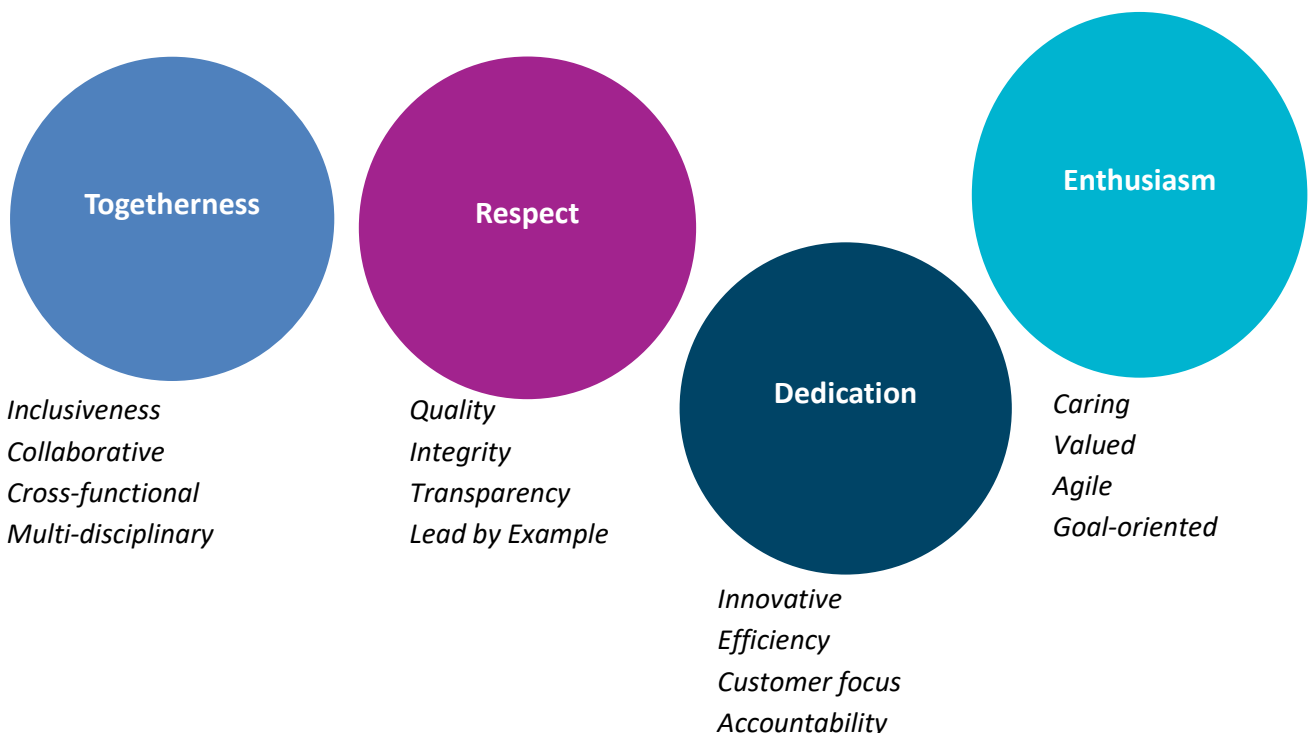 Togetherness
Inclusiveness
Collaborative
Cross-functional
Multi-disciplinary
Respect
Quality
Integrity
Transparency
Lead by Example
Dedication
Innovative
Efficiency
Customer focus
Accountability
Enthusiasm
Caring
Valued
Agile
Goal-oriented